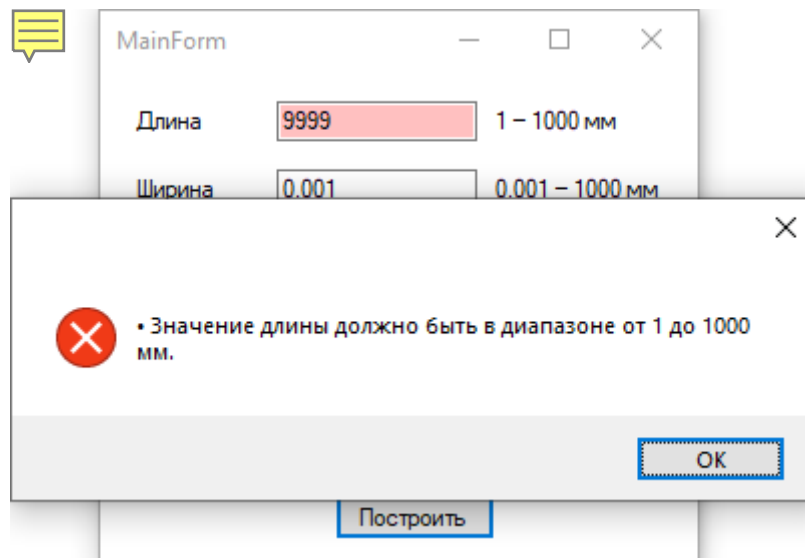 MainForm
Длина 9999 1 – 1000 мм
Ширина 0.001 0.001 – 1000 мм
• Значение длины должно быть в диапазоне от 1 до 1000
мм.
OK
Построить